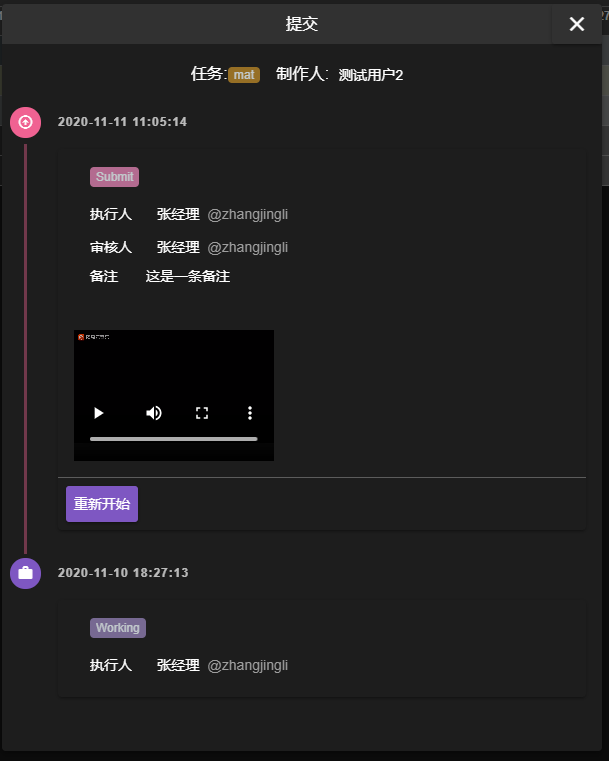 提交
任务: mat 制作人: 测试用户2
2020-11-11 11:05:14
Submit
执行人 张经理 @zhangjingli
审核人 张经理 @zhangjingli
备注 这是一条备注
重新开始
2020-11-10 18:27:13
Working
执行人 张经理 @zhangjingli